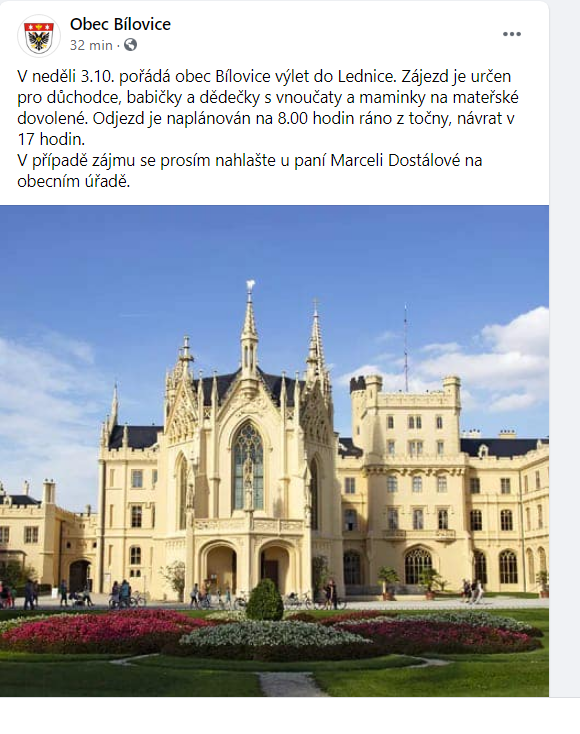 Obec Bílovice
32 min ·
V neděli 3.10. pořádá obec Bílovice výlet do Lednice. Zájezd je určen
pro důchodce, babičky a dědečky s vnoučaty a maminky na mateřské
dovolené. Odjezd je naplánován na 8.00 hodin ráno z točny, návrat v
17 hodin.
V případě zájmu se prosím nahlašte u paní Marceli Dostálové na
obecním úřadě.